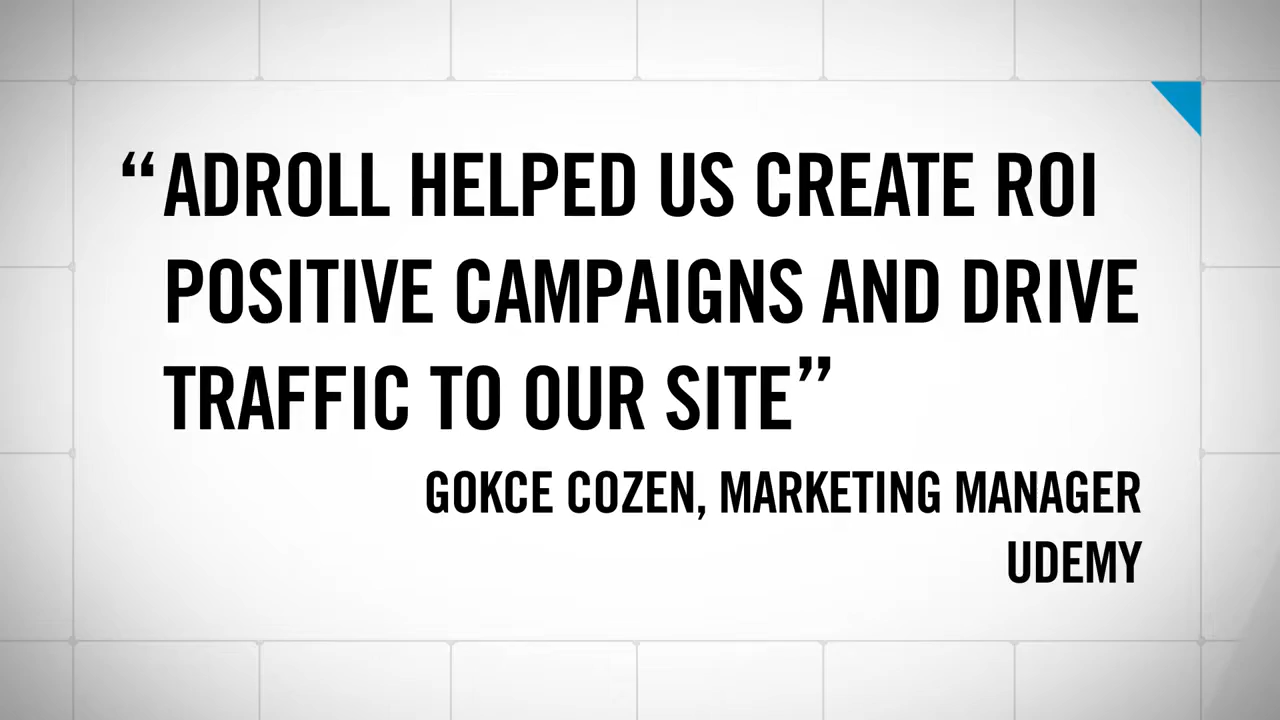 “ADROLL HELPED US CREATE ROI
POSITIVE CAMPAIGNS AND DRIVE
TRAFFIC TO OUR SITE”
GOKCE COZEN, MARKETING MANAGER
UDEMY